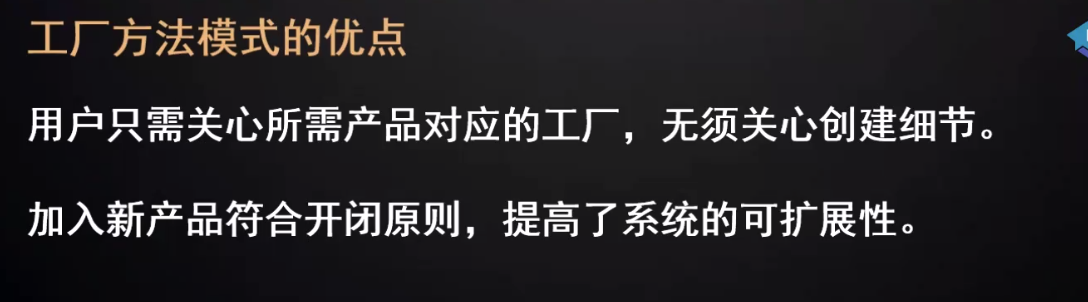 工厂方法模式的优点
用户只需关心所需产品对应的工厂，无须关心创建细节。
加入新产品符合开闭原则，提高了系统的可扩展性。